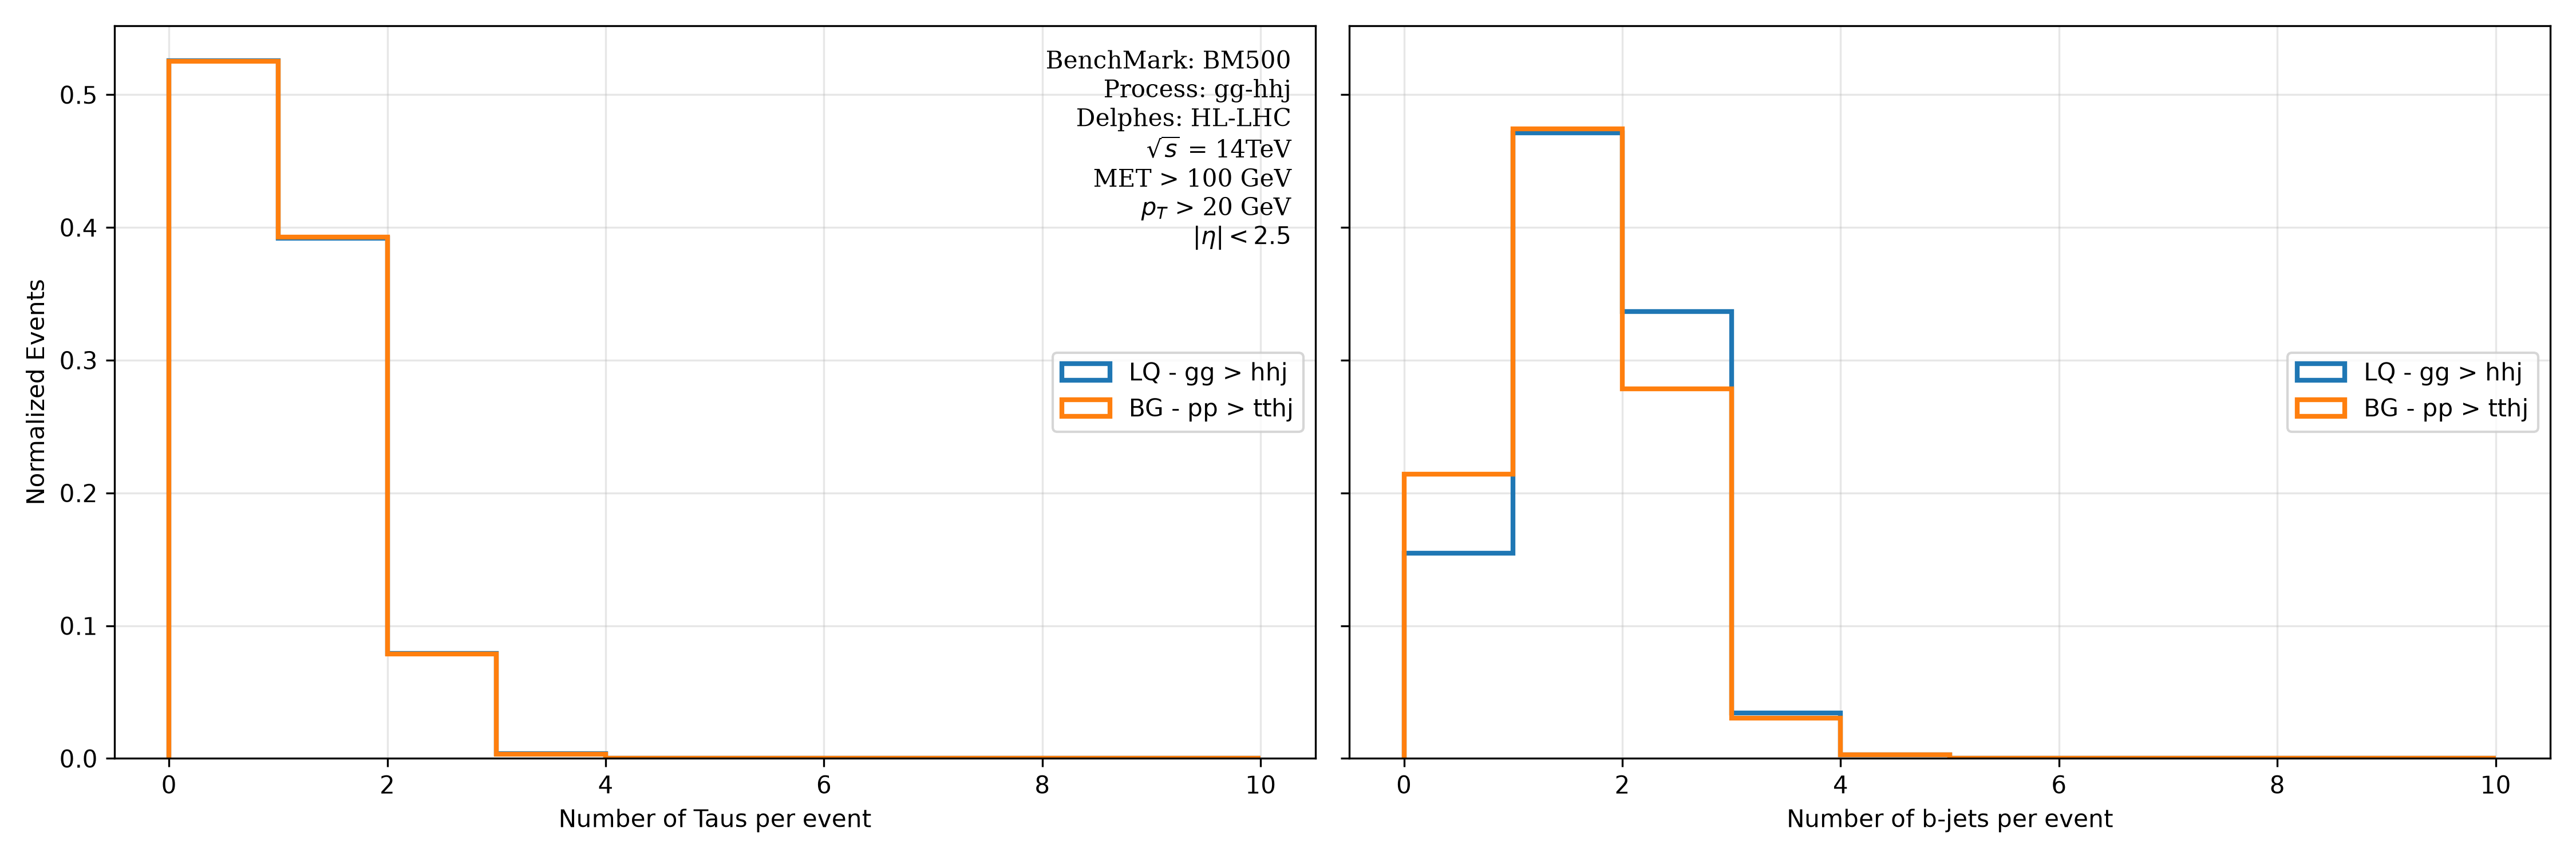 Normalized Events
0.5
0.4
0.3
0.2
0.1
0.0
BenchMark: BM500
Process: gg-hhj
Delphes: HL-LHC
√s = 14TeV
MET > 100 GeV
p_T > 20 GeV
|η| < 2.5
LQ - gg > hhj
BG - pp > tthj
0 2 4 6 8 10
Number of Taus per event
LQ - gg > hhj
BG - pp > tthj
0 2 4 6 8 10
Number of b-jets per event